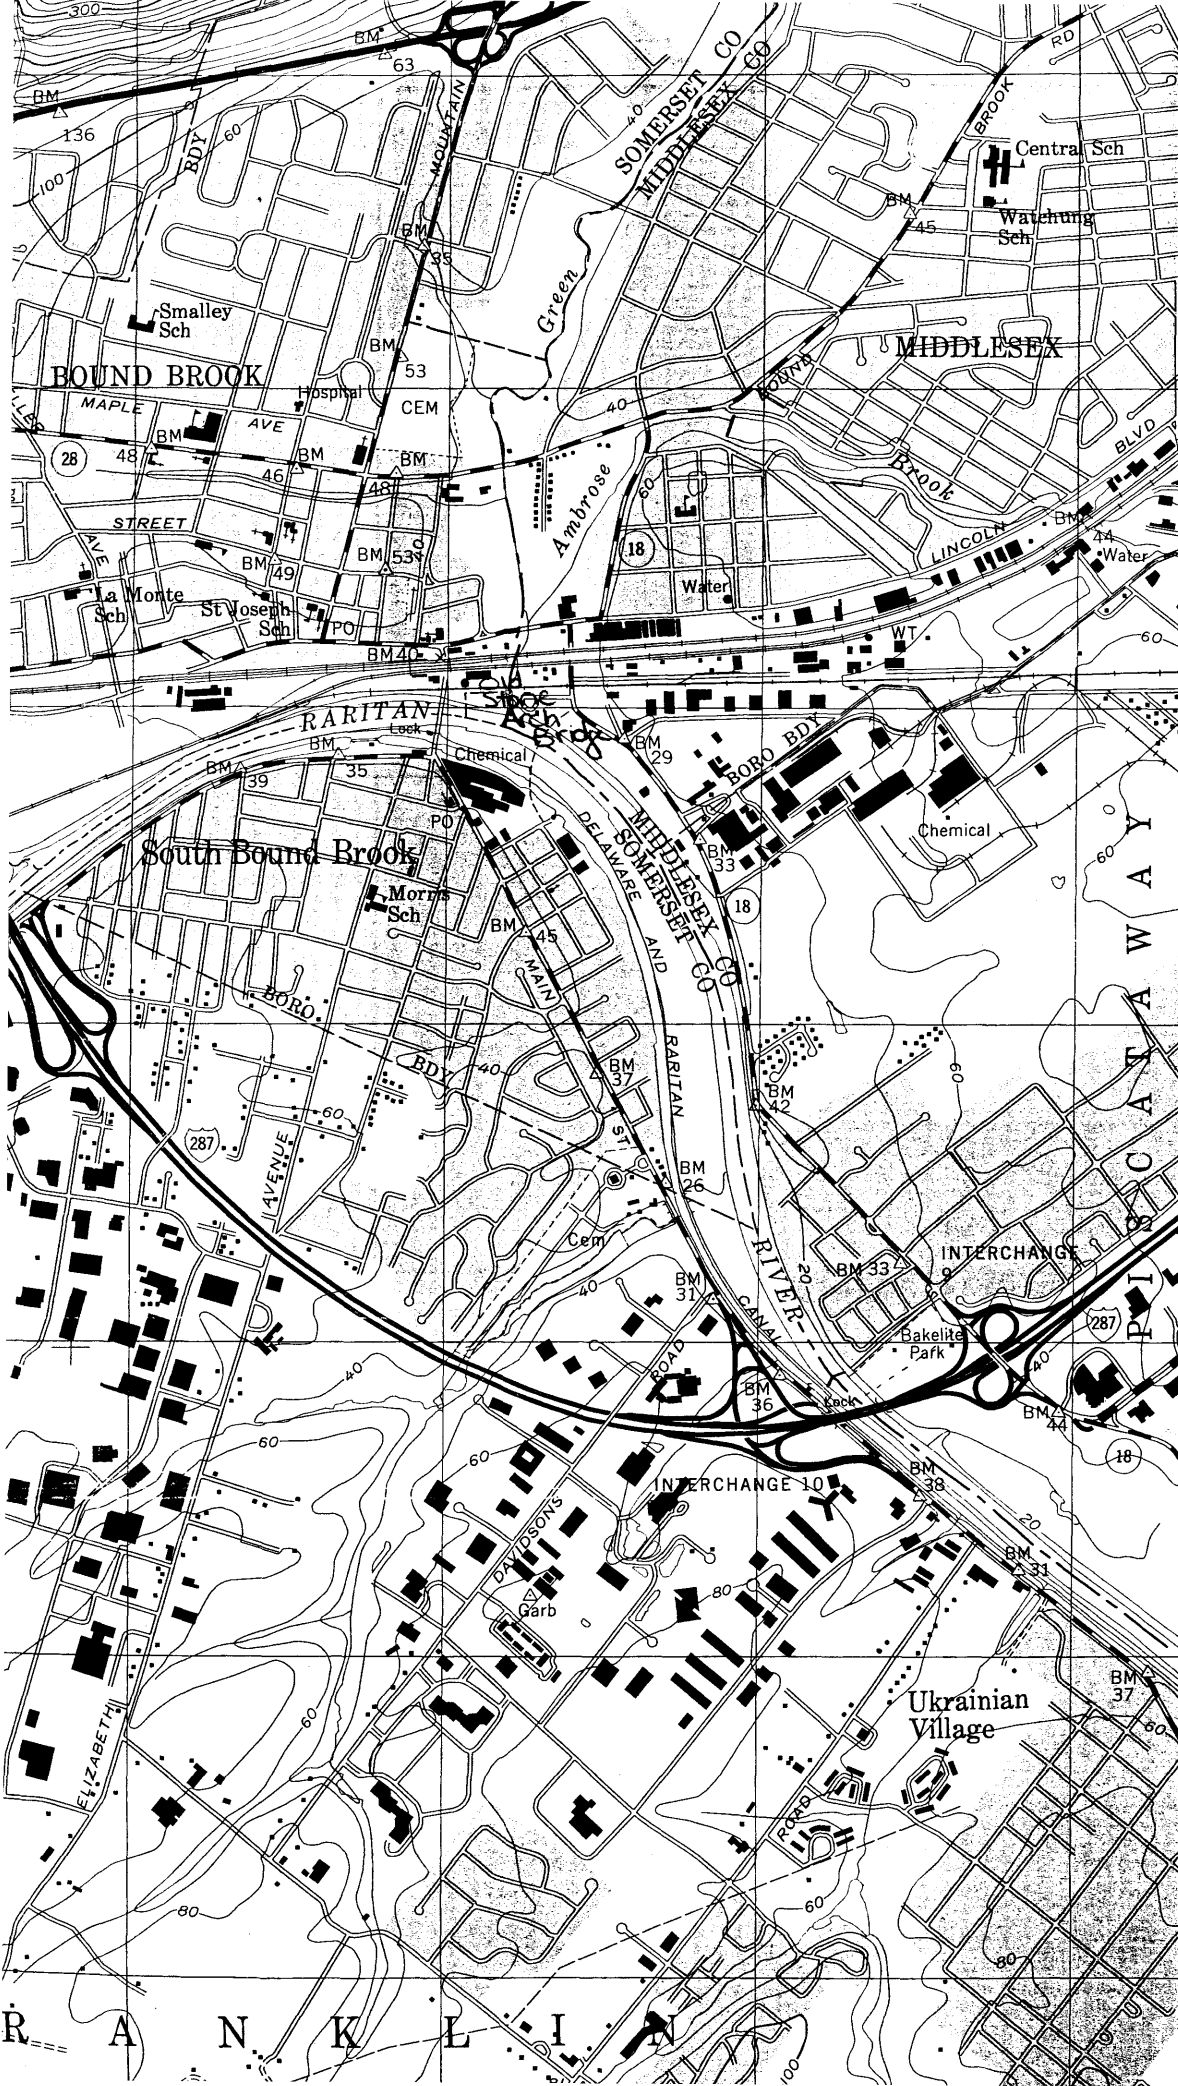 300
BM
63
BM
136
SOMERSET CO
MIDDLESEX CO
40
RD
BROOK
MOUNTAIN
BDY
60
100
Central Sch
BM
45
Watchung
Sch
BM
35
Green
Smalley
Sch
BM
53
BOUND BROOK
MIDDLESEX
BOUND
Hospital
MAPLE
AVE
CEM
40
BLVD
28
BM
48
BM
46
BM
48
60
Brook
Ambrose
STREET
AVE
BM
49
BM 53
18
LINCOLN
BM
44
Water
Water
La Monte
Sch
St Joseph
Sch
PO
WT
60
BM 40
Old
Stone
Arch
Bridge
RARITAN
Lock
BM
39
BM
35
Chemical
BM
29
BORO BDY
PO
DELAWARE
MIDDLESEX CO
SOMERSET CO
BM
33
Chemical
60
South Bound Brook
Morris
Sch
18
BM
45
MAIN
AND
BORO
BDY
40
BM
37
RARITAN
60
BM
42
60
287
AVENUE
ST
BM
26
PISCATAWAY
Cem
RIVER
20
BM 33
INTERCHANGE
9
40
BM
31
CANAL
287
Bakelite
Park
ROAD
40
40
BM
36
Lock
BM
44
18
60
60
INTERCHANGE 10
BM
38
20
DAVIDSONS
BM
31
80
Garb
BM
37
60
Ukrainian
Village
60
ELIZABETH
ROAD
80
60
80
FRANKLIN
100